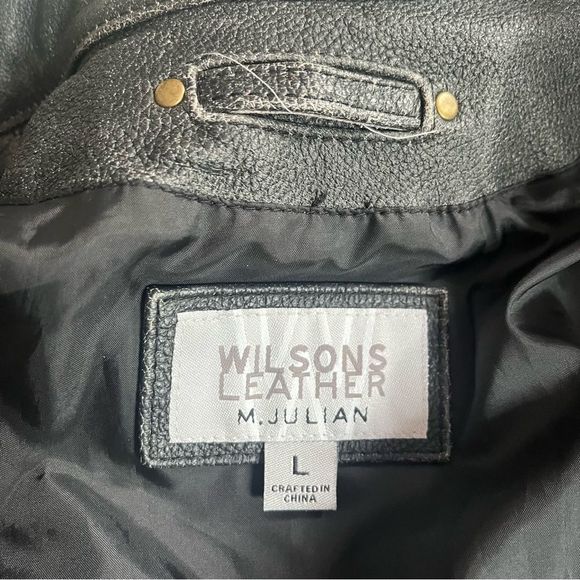 WILSONS
LEATHER
M.JULIAN
L
CRAFTED IN
CHINA